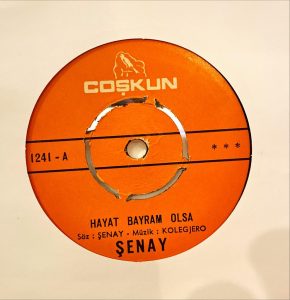 COŞKUN
1241 - A
* * *
HAYAT BAYRAM OLSA
Söz : ŞENAY - Müzik : KOLEGJERO
ŞENAY